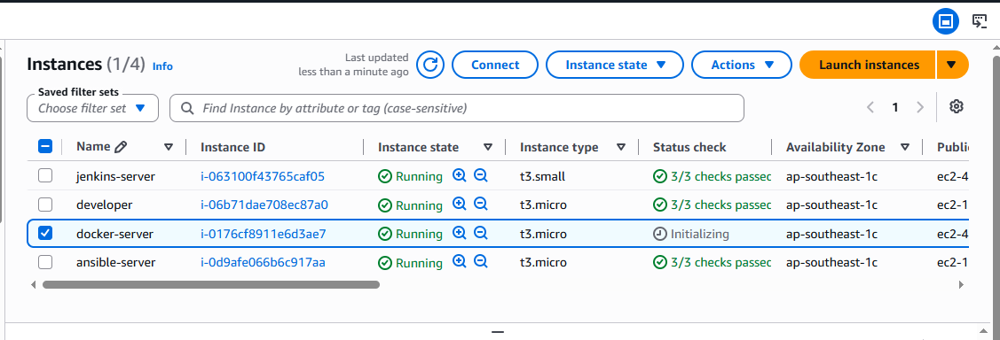 Instances (1/4) Info
Last updated
less than a minute ago
Connect
Instance state
Actions
Launch instances
Saved filter sets
Choose filter set
Find Instance by attribute or tag (case-sensitive)
1
Name Instance ID Instance state Instance type Status check Availability Zone Public
jenkins-server i-063100f43765caf05 Running t3.small 3/3 checks passec ap-southeast-1c ec2-4
developer i-06b71dae708ec87a0 Running t3.micro 3/3 checks passec ap-southeast-1c ec2-1
docker-server i-0176cf8911e6d3ae7 Running t3.micro Initializing ap-southeast-1c ec2-4
ansible-server i-0d9afe066b6c917aa Running t3.micro 3/3 checks passec ap-southeast-1c ec2-1